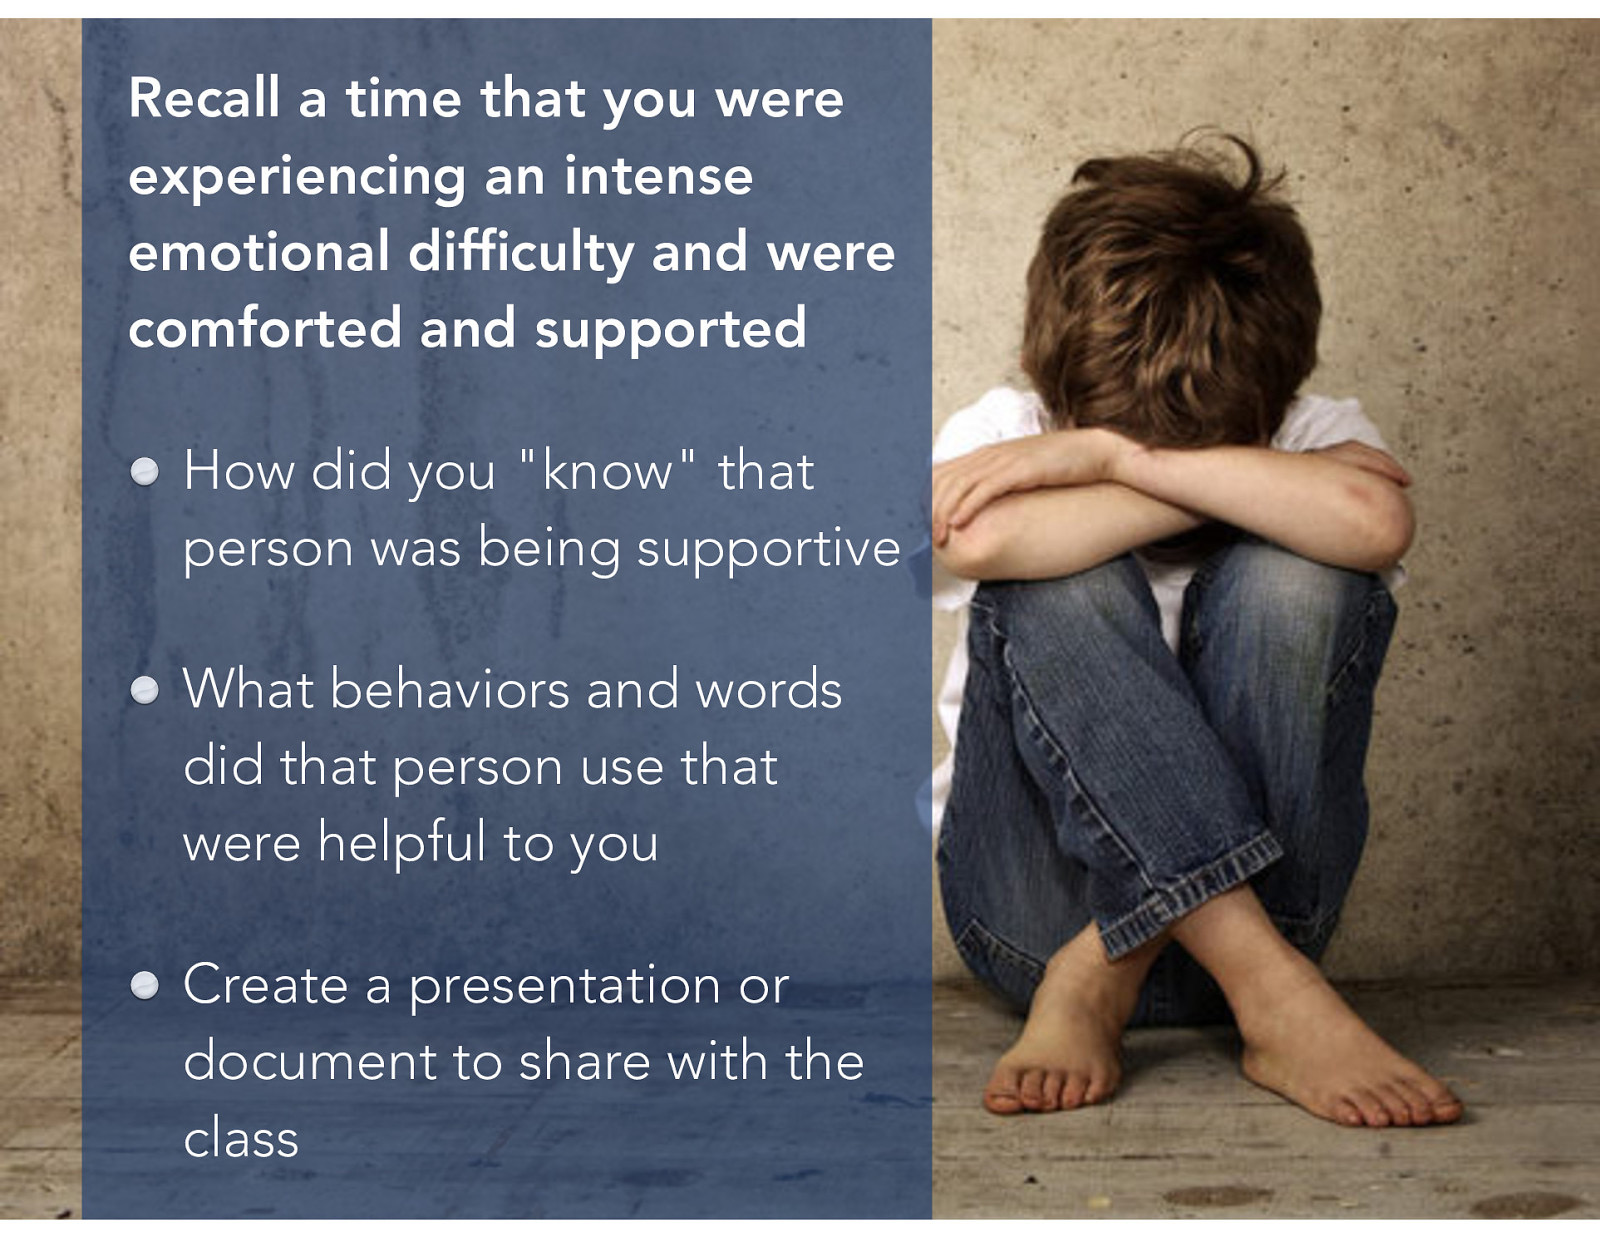 Recall a time that you were
experiencing an intense
emotional difficulty and were
comforted and supported
How did you "know" that
person was being supportive
What behaviors and words
did that person use that
were helpful to you
Create a presentation or
document to share with the
class